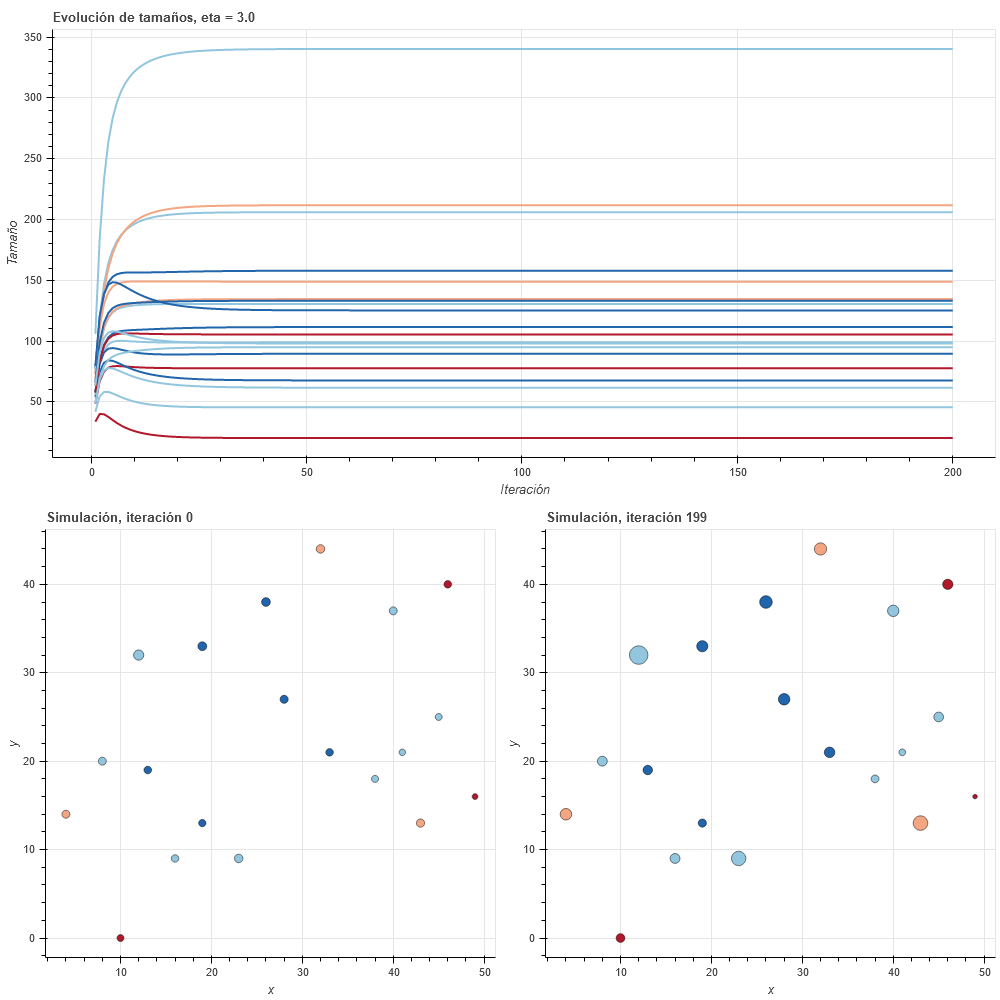 Evolución de tamaños, eta = 3.0
350
300
250
200
150
100
50
Tamaño
0 50 100 150 200
Iteración
Simulación, iteración 0
40
30
20
10
0
y
10 20 30 40 50
x
Simulación, iteración 199
40
30
20
10
0
y
10 20 30 40 50
x